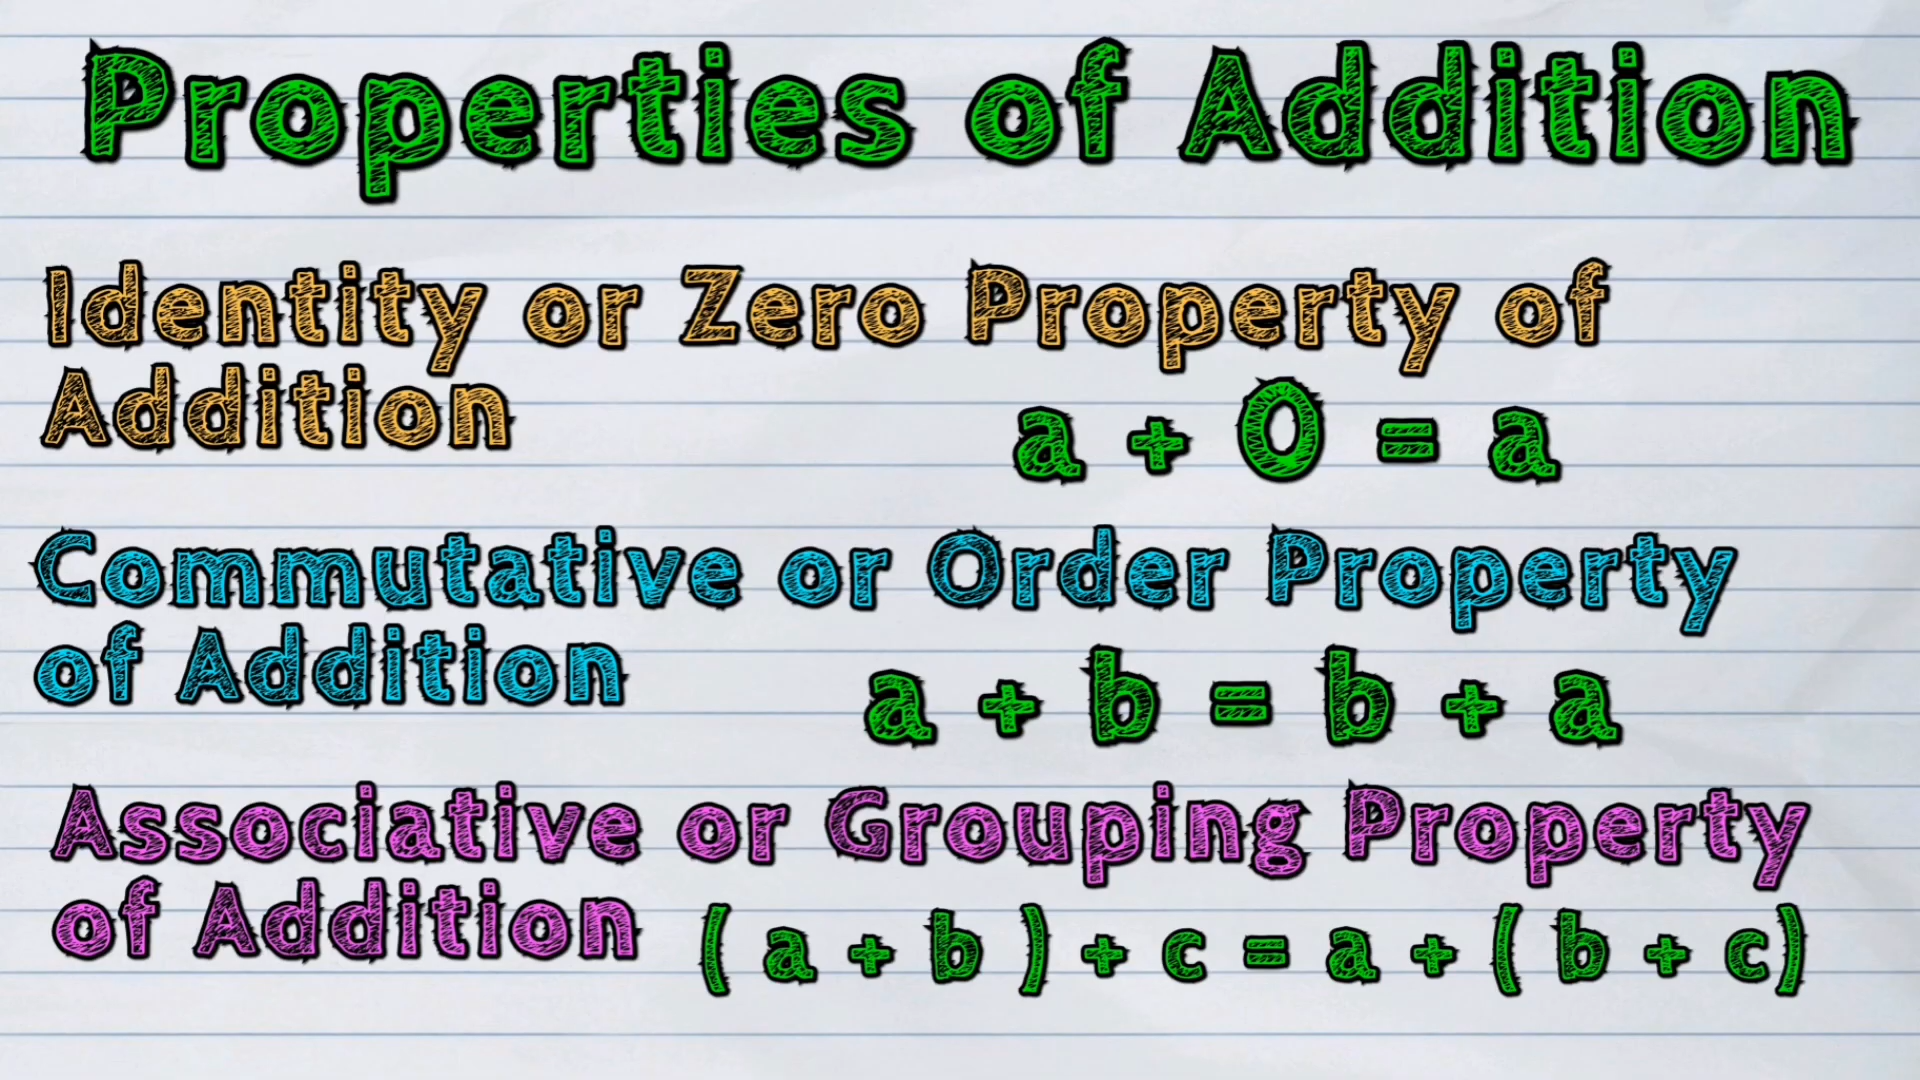 Properties of Addition
Identity or Zero Property of
Addition
a + 0 = a
Commutative or Order Property
of Addition
a + b = b + a
Associative or Grouping Property
of Addition
( a + b ) + c = a + ( b + c )